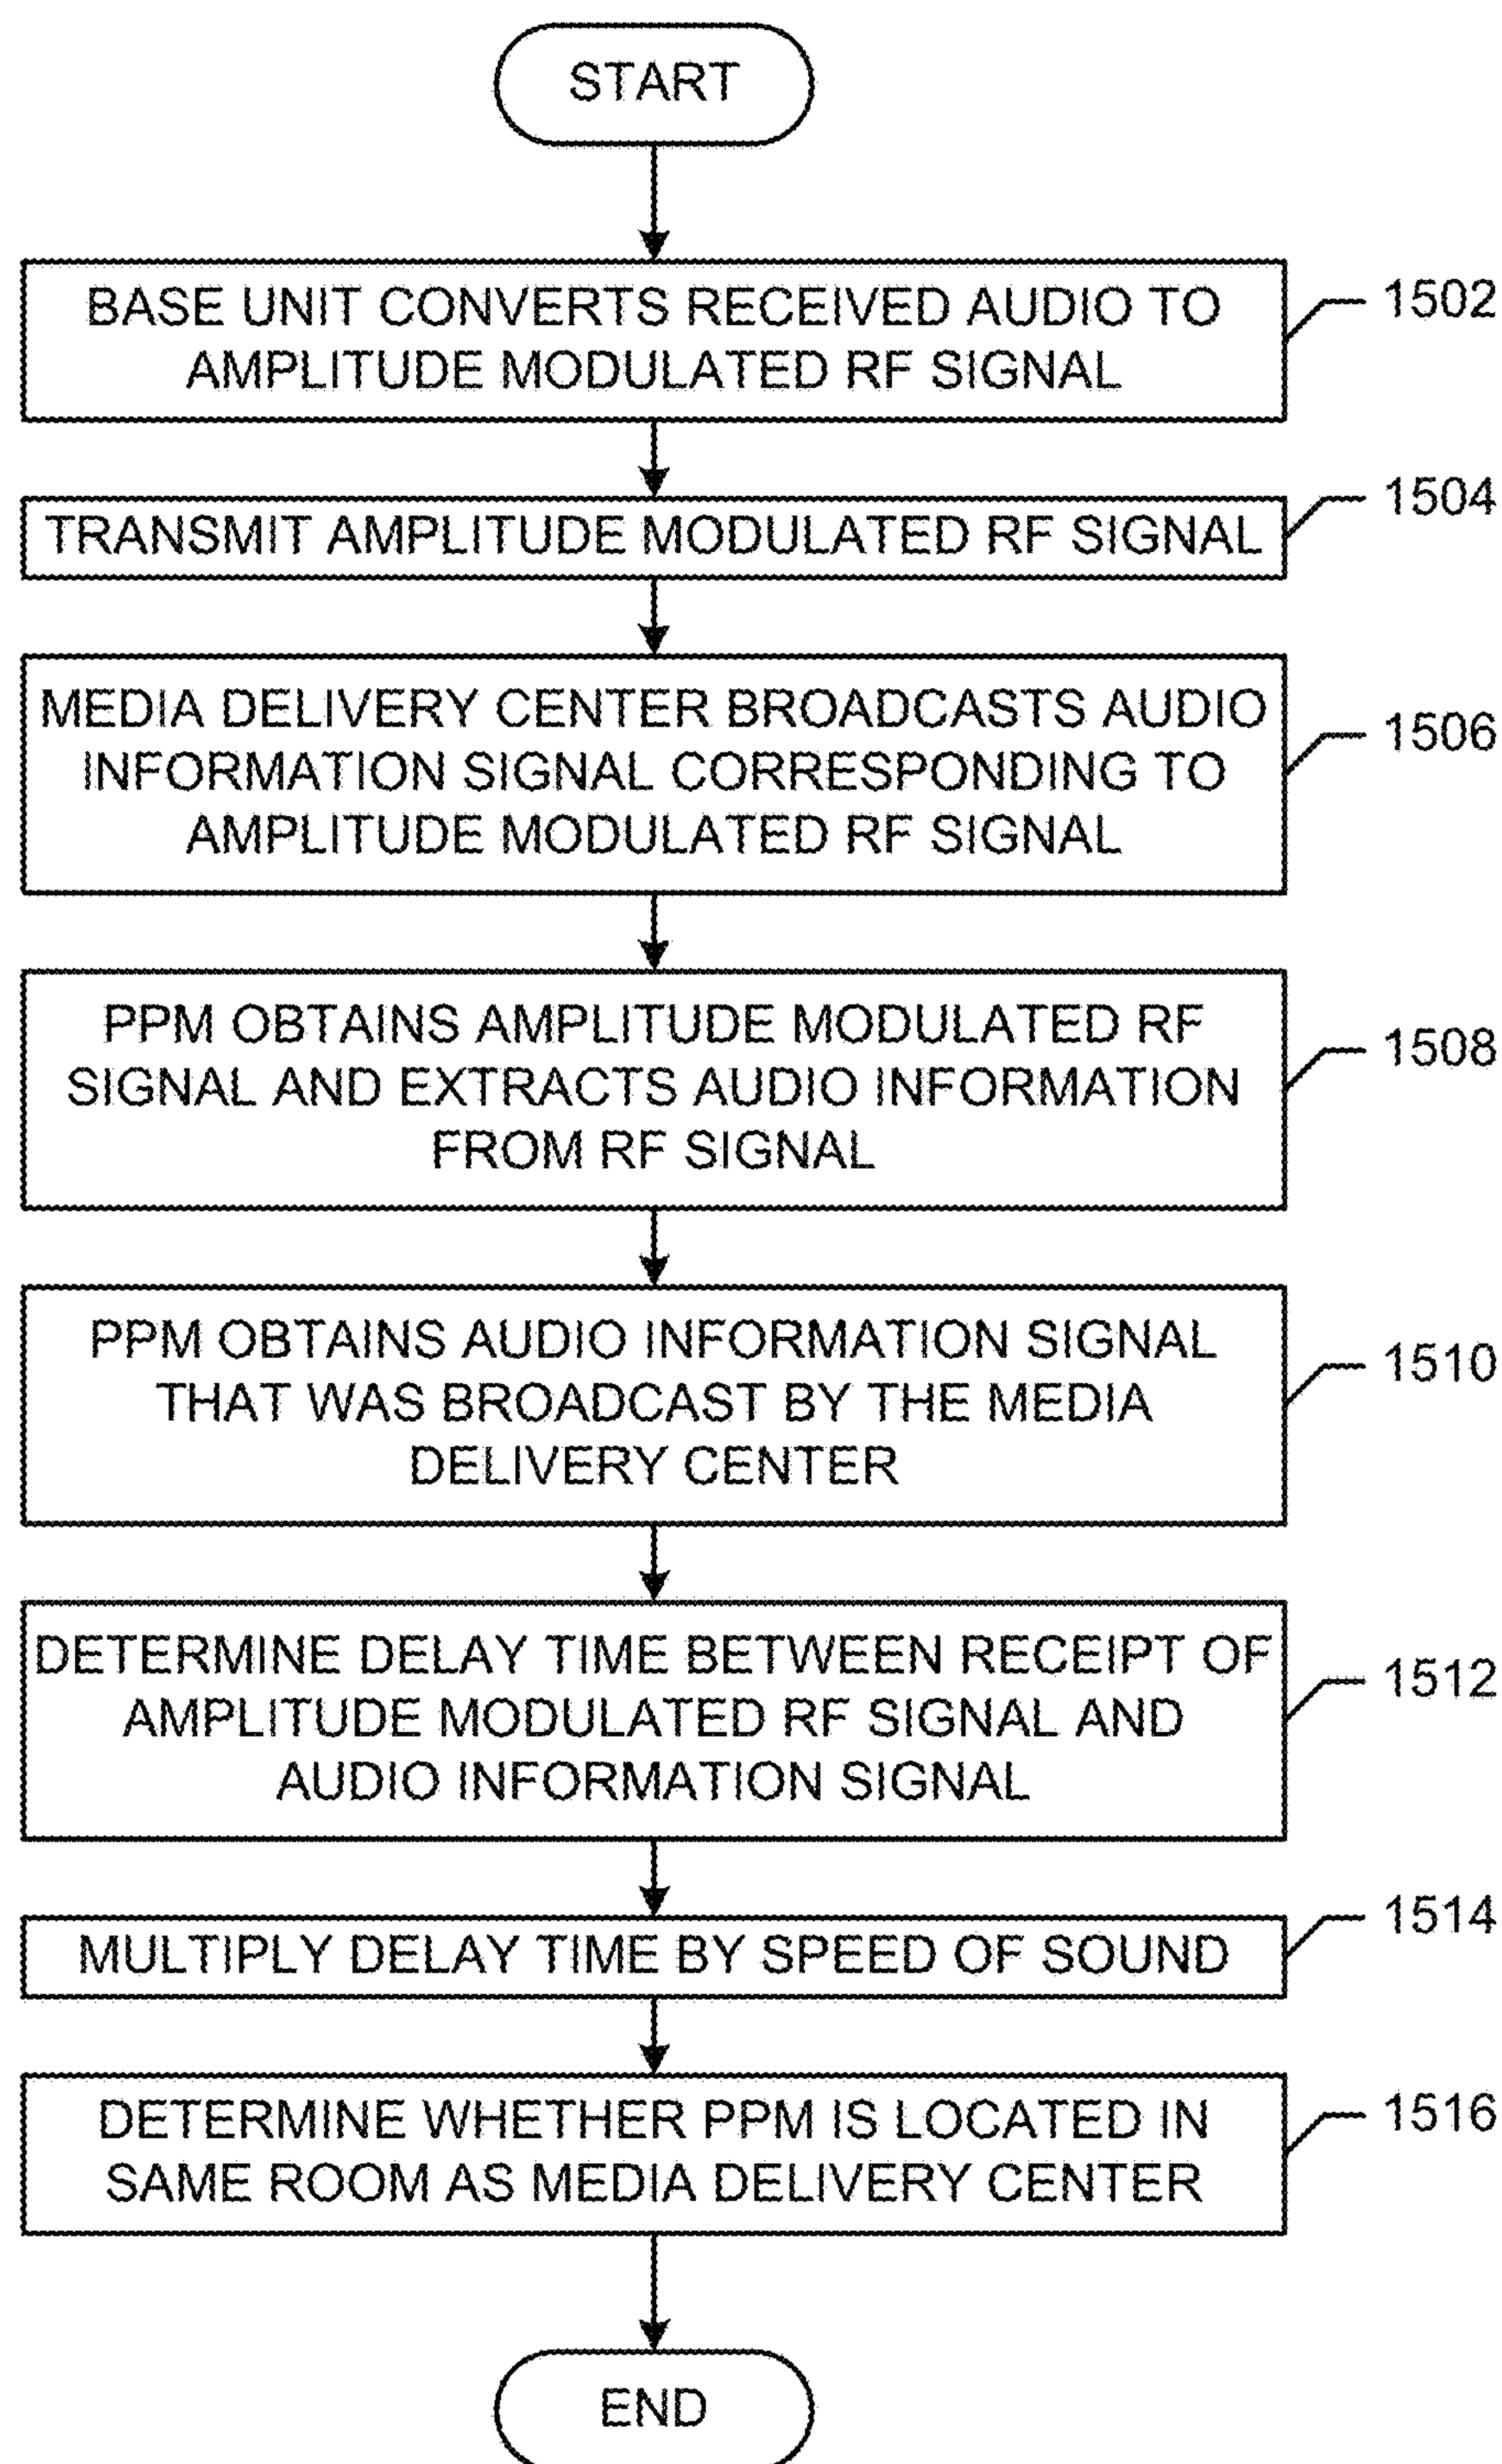 START
BASE UNIT CONVERTS RECEIVED AUDIO TO
AMPLITUDE MODULATED RF SIGNAL
1502
TRANSMIT AMPLITUDE MODULATED RF SIGNAL
1504
MEDIA DELIVERY CENTER BROADCASTS AUDIO
INFORMATION SIGNAL CORRESPONDING TO
AMPLITUDE MODULATED RF SIGNAL
1506
PPM OBTAINS AMPLITUDE MODULATED RF
SIGNAL AND EXTRACTS AUDIO INFORMATION
FROM RF SIGNAL
1508
PPM OBTAINS AUDIO INFORMATION SIGNAL
THAT WAS BROADCAST BY THE MEDIA
DELIVERY CENTER
1510
DETERMINE DELAY TIME BETWEEN RECEIPT OF
AMPLITUDE MODULATED RF SIGNAL AND
AUDIO INFORMATION SIGNAL
1512
MULTIPLY DELAY TIME BY SPEED OF SOUND
1514
DETERMINE WHETHER PPM IS LOCATED IN
SAME ROOM AS MEDIA DELIVERY CENTER
1516
END